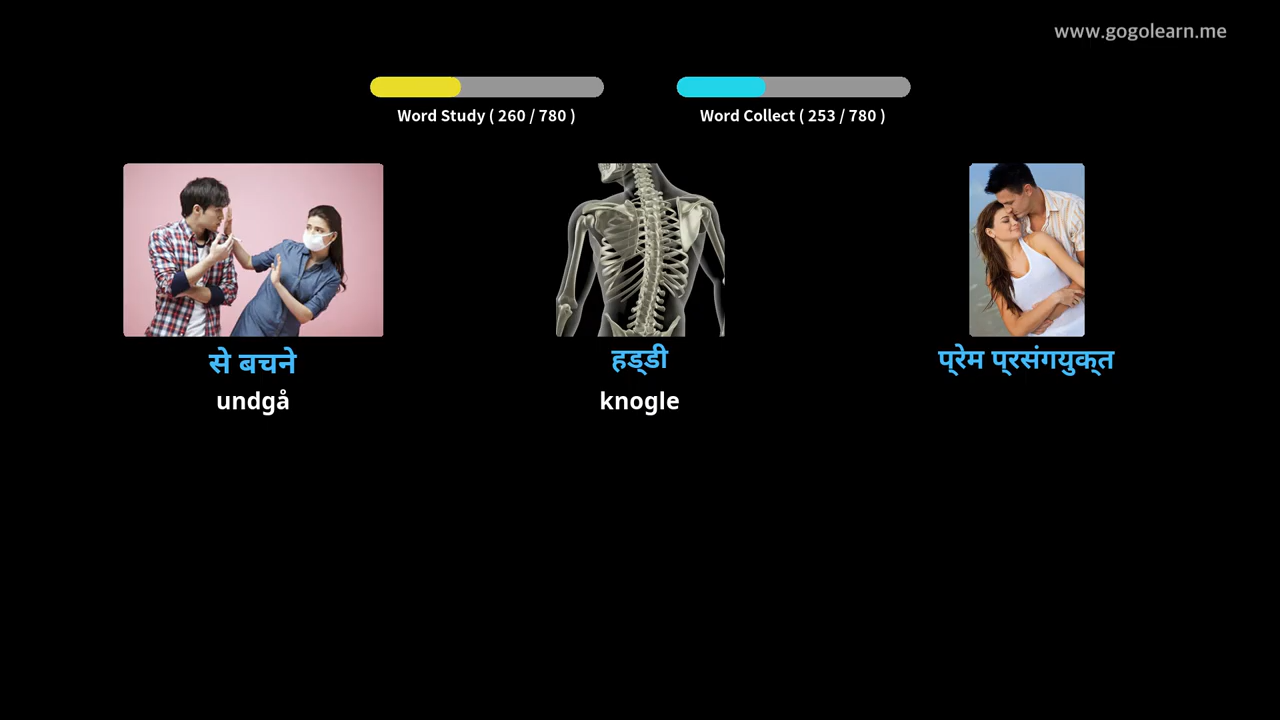 www.gogolearn.me
Word Study ( 260 / 780 )
Word Collect ( 253 / 780 )
से बचने
हड्डी
प्रेम प्रसंगयुक्त
undgå
knogle